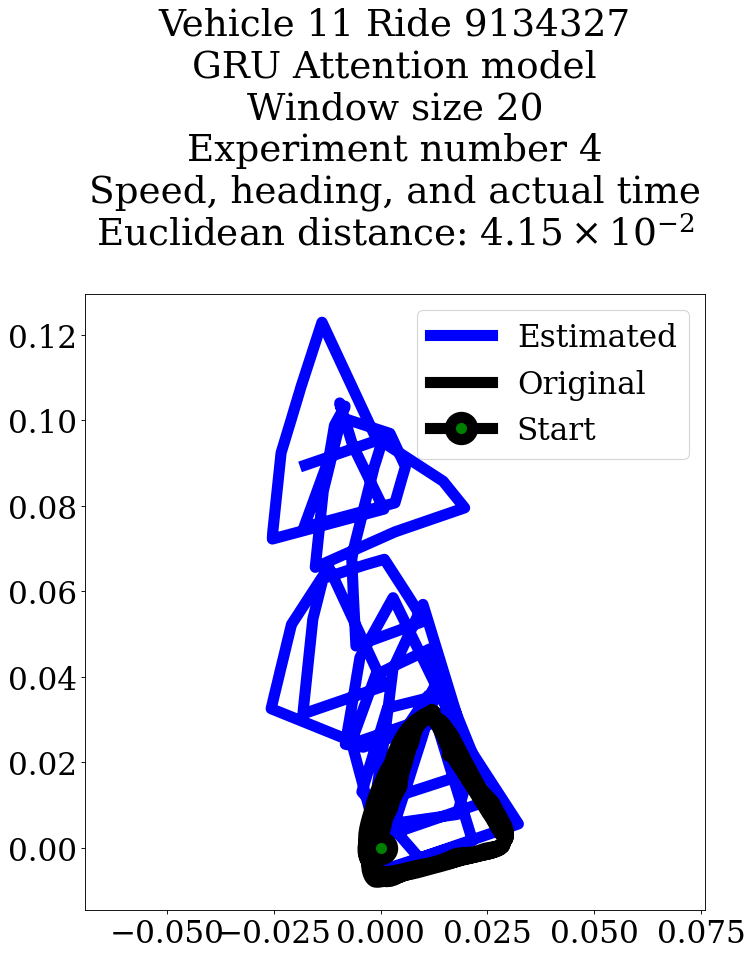 Vehicle 11 Ride 9134327
GRU Attention model
Window size 20
Experiment number 4
Speed, heading, and actual time
Euclidean distance: 4.15 × 10⁻²
Estimated
Original
Start
0.12
0.10
0.08
0.06
0.04
0.02
0.00
−0.050 −0.025 0.000 0.025 0.050 0.075